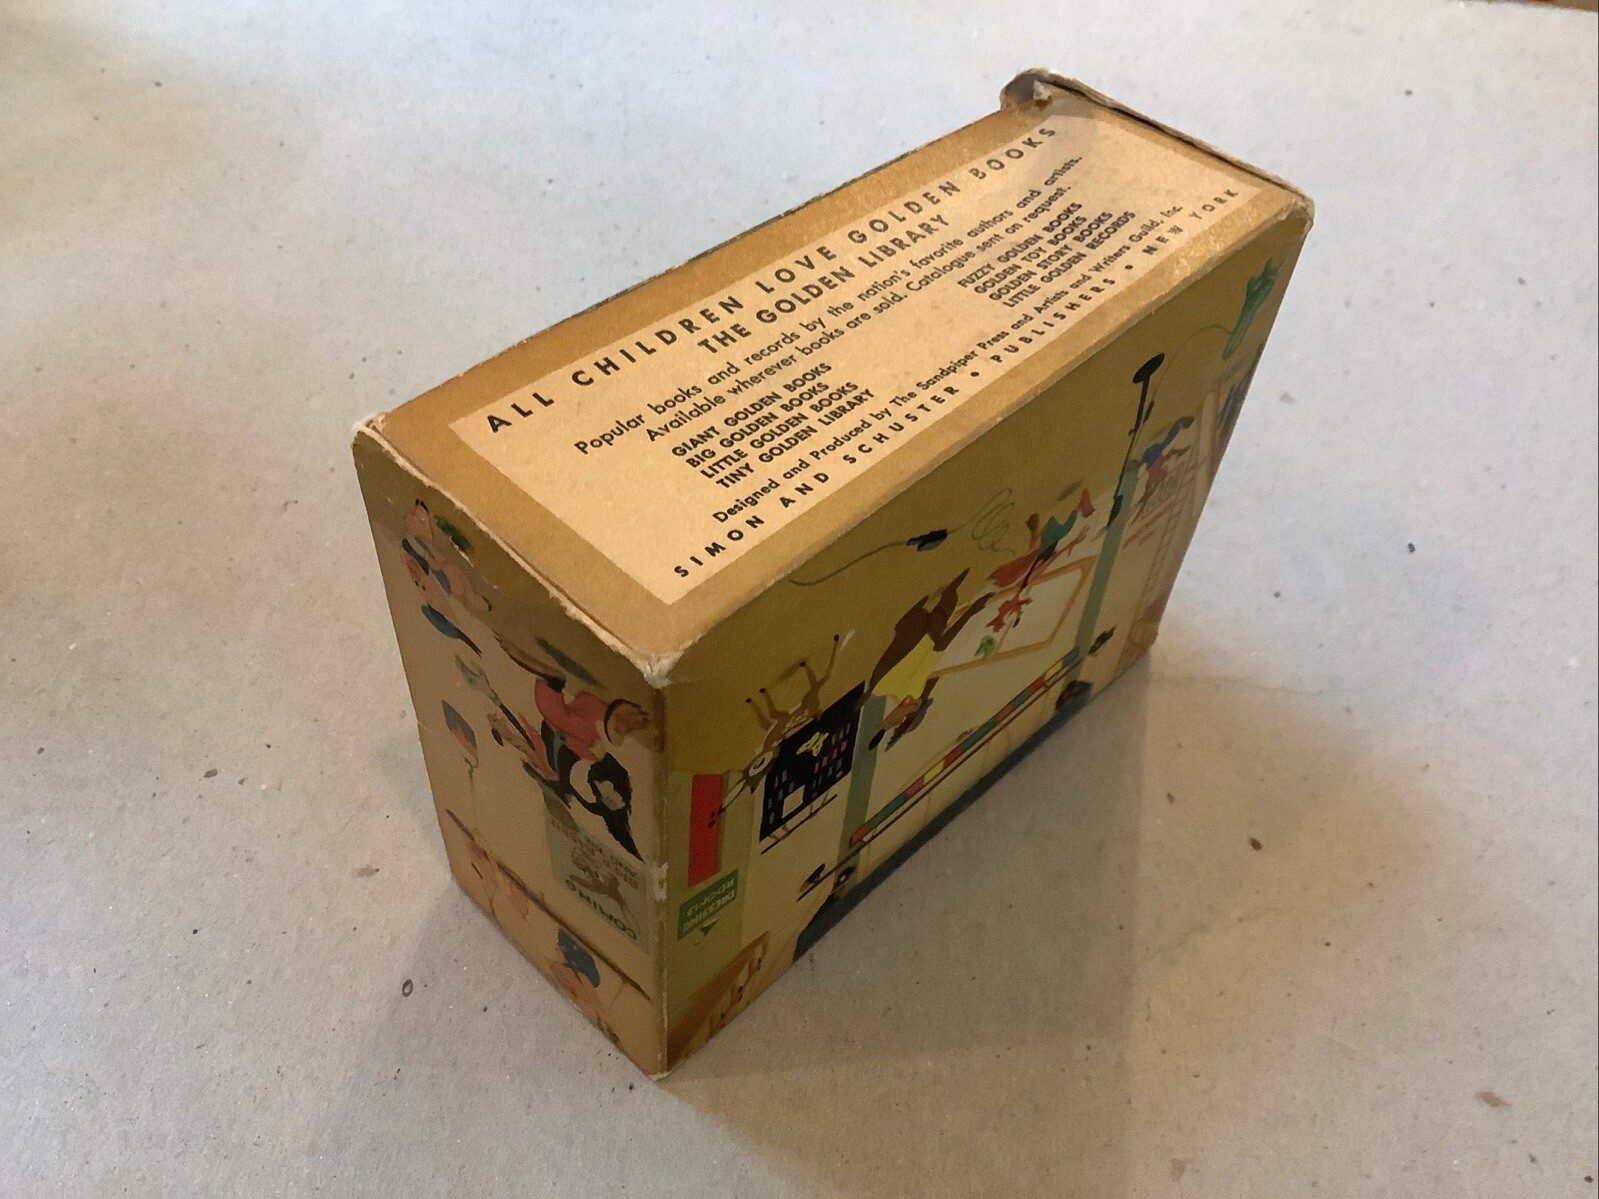 ALL CHILDREN LOVE GOLDEN BOOKS
THE GOLDEN LIBRARY
Popular books and records by the nation's favorite authors and artists.
Available wherever books are sold. Catalogue sent on request.
GIANT GOLDEN BOOKS
BIG GOLDEN BOOKS
LITTLE GOLDEN BOOKS
TINY GOLDEN LIBRARY
FUZZY GOLDEN BOOKS
GOLDEN TOY BOOKS
GOLDEN STORY BOOKS
LITTLE GOLDEN RECORDS
Designed and Produced by The Sandpiper Press and Artists and Writers Guild, Inc.
SIMON AND SCHUSTER • PUBLISHERS • NEW YORK
COMING
DRESSING
ROOMS